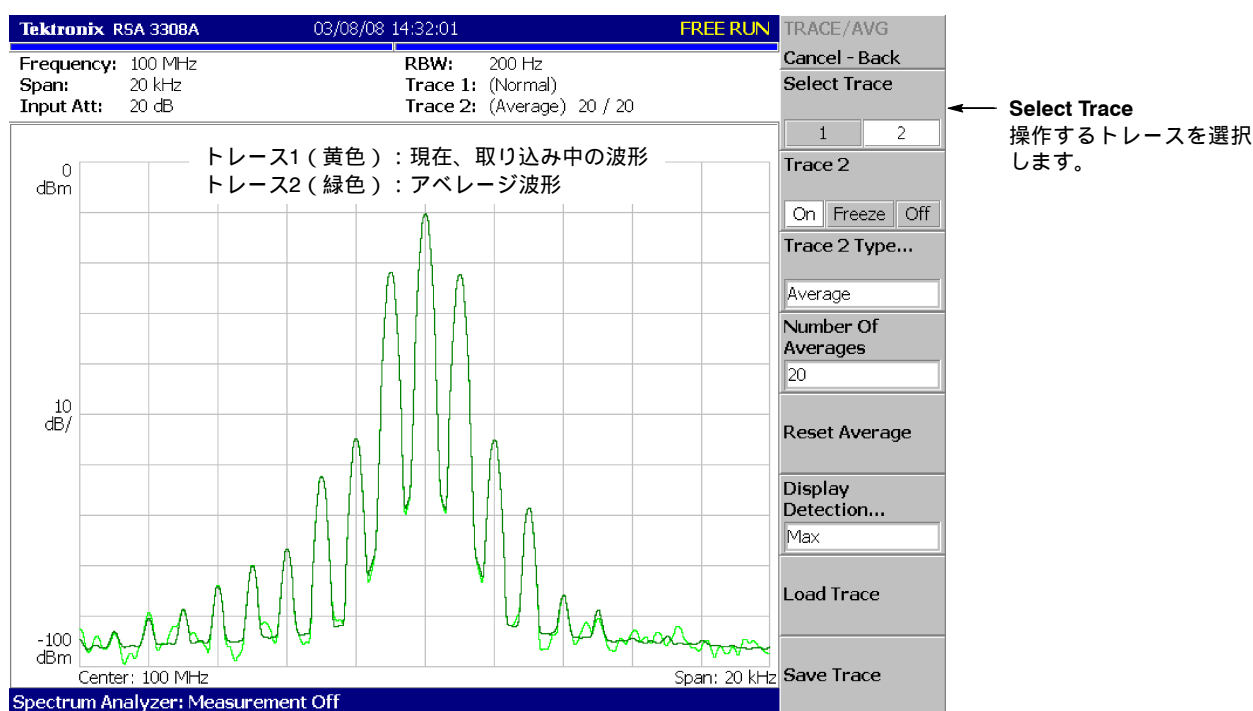 Tektronix RSA 3308A 03/08/08 14:32:01 FREE RUN
Frequency: 100 MHz RBW: 200 Hz
Span: 20 kHz Trace 1: (Normal)
Input Att: 20 dB Trace 2: (Average) 20 / 20
トレース1(黄色):現在、取り込み中の波形
トレース2(緑色):アベレージ波形
0
dBm
10
dB/
-100
dBm
Center: 100 MHz Span: 20 kHz
Spectrum Analyzer: Measurement Off
TRACE/AVG
Cancel - Back
Select Trace
1 2
Trace 2
On Freeze Off
Trace 2 Type...
Average
Number Of
Averages
20
Reset Average
Display
Detection...
Max
Load Trace
Save Trace
Select Trace
操作するトレースを選択
します。